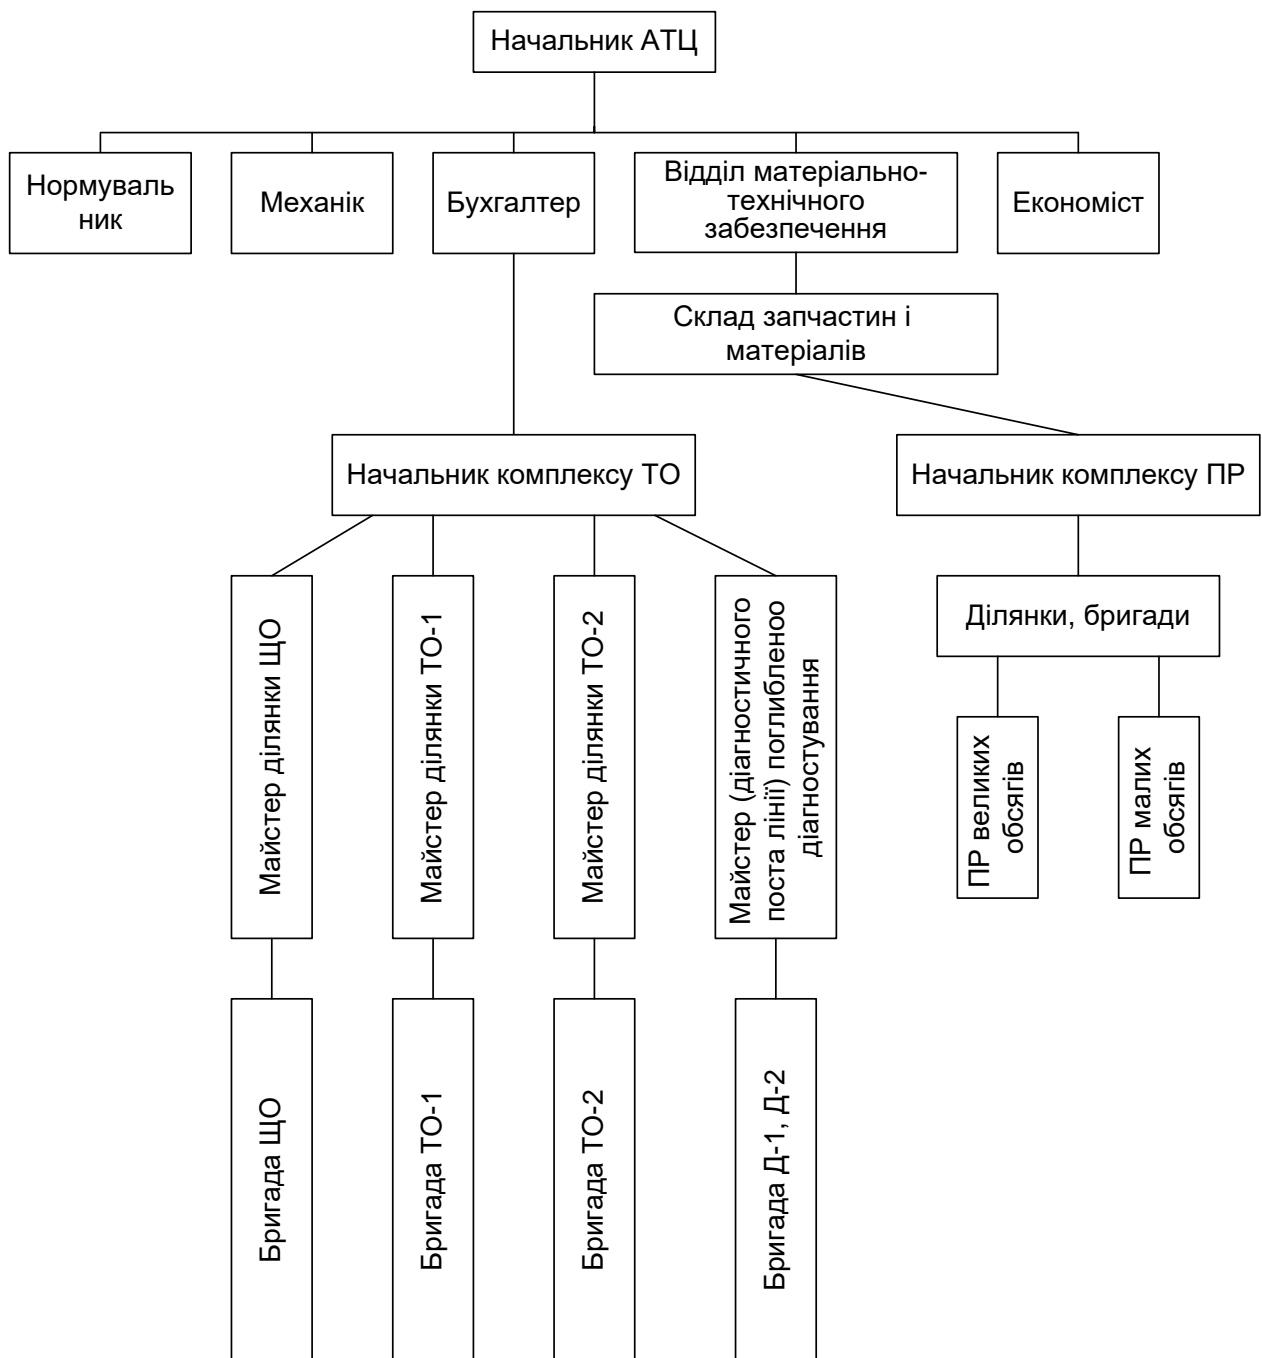 Начальник АТЦ
Нормуваль
ник
Механік
Бухгалтер
Відділ матеріально-
технічного
забезпечення
Економіст
Склад запчастин і
матеріалів
Начальник комплексу ТО
Начальник комплексу ПР
Майстер ділянки ЩО
Майстер ділянки ТО-1
Майстер ділянки ТО-2
Майстер (діагностичного
поста лінії) поглибленоо
діагностування
Ділянки, бригади
ПР великих
обсягів
ПР малих
обсягів
Бригада ЩО
Бригада ТО-1
Бригада ТО-2
Бригада Д-1, Д-2